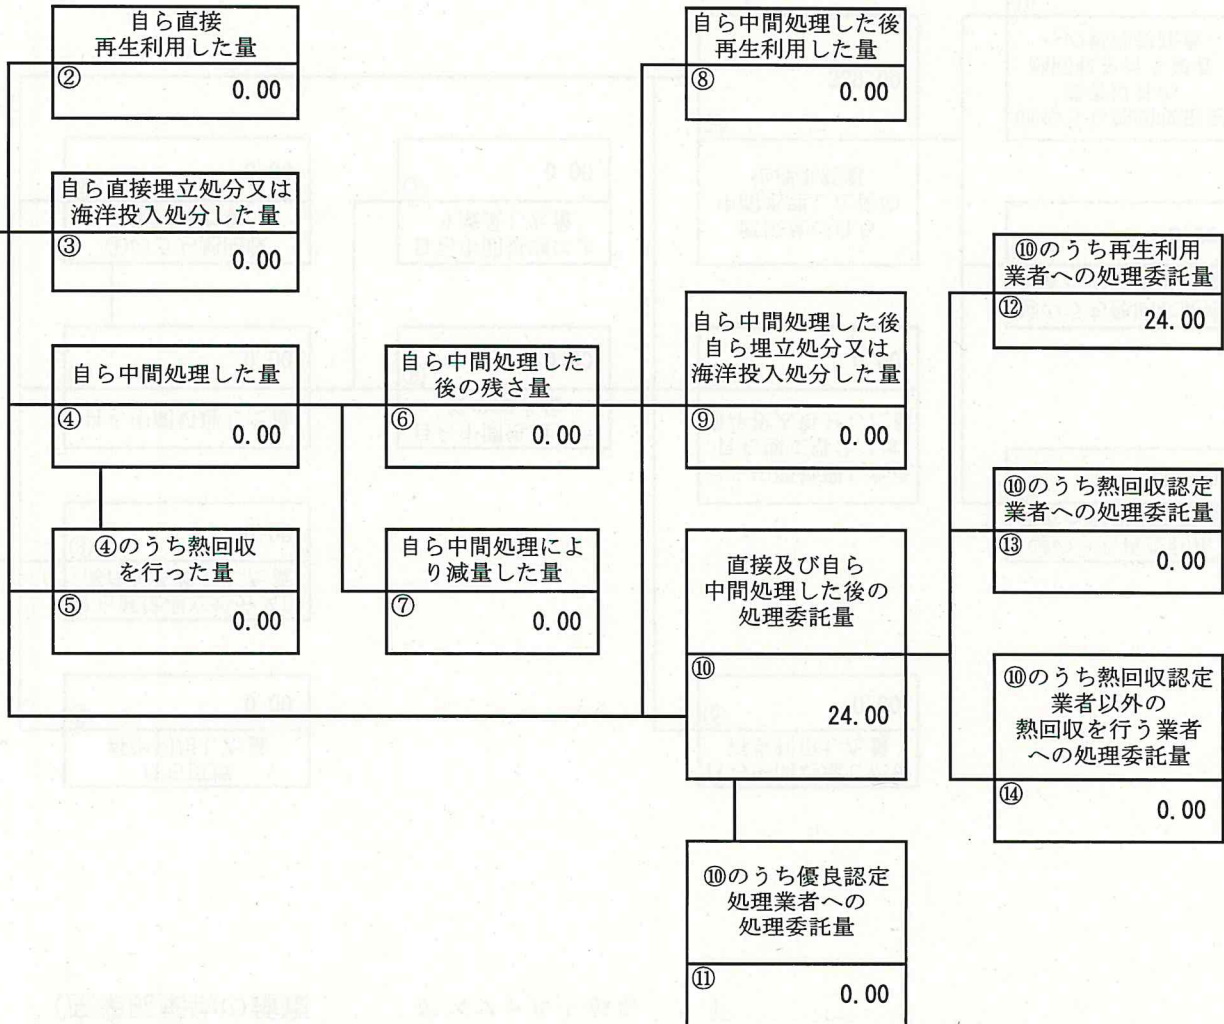 自ら直接
再生利用した量
②
0.00
自ら直接埋立処分又は
海洋投入処分した量
③
0.00
自ら中間処理した量
④
0.00
④のうち熱回収
を行った量
⑤
0.00
自ら中間処理した
後の残さ量
⑥
0.00
自ら中間処理によ
り減量した量
⑦
0.00
自ら中間処理した後
再生利用した量
⑧
0.00
自ら中間処理した後
自ら埋立処分又は
海洋投入処分した量
⑨
0.00
直接及び自ら
中間処理した後の
処理委託量
⑩
24.00
⑩のうち優良認定
処理業者への
処理委託量
⑪
0.00
⑩のうち再生利用
業者への処理委託量
⑫
24.00
⑩のうち熱回収認定
業者への処理委託量
⑬
0.00
⑩のうち熱回収認定
業者以外の
熱回収を行う業者
への処理委託量
⑭
0.00